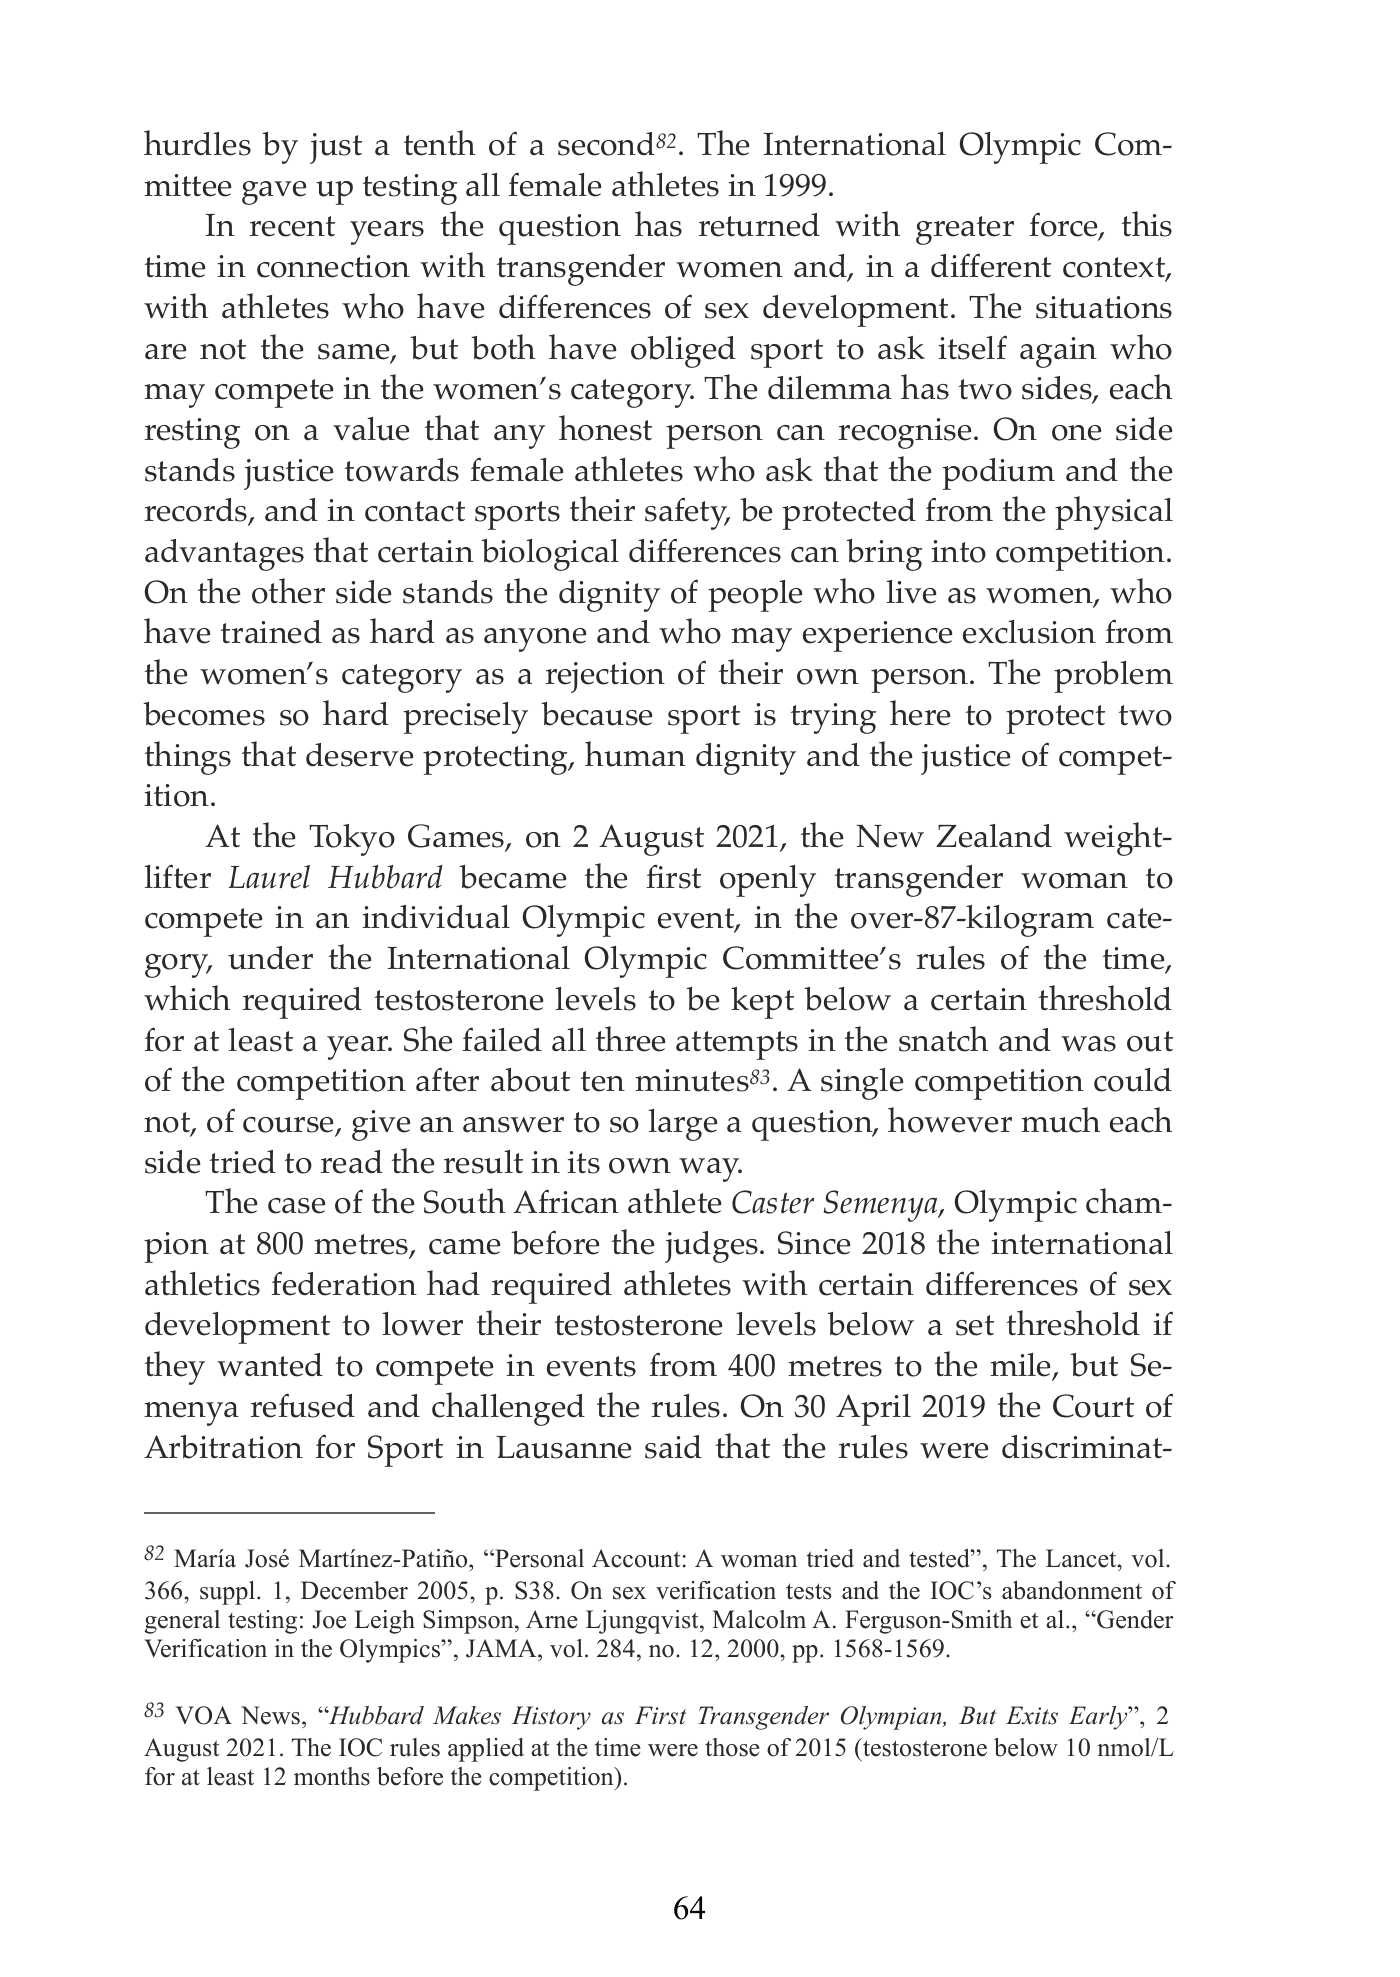 hurdles by just a tenth of a second82. The International Olympic Com-
mittee gave up testing all female athletes in 1999.
In recent years the question has returned with greater force, this
time in connection with transgender women and, in a different context,
with athletes who have differences of sex development. The situations
are not the same, but both have obliged sport to ask itself again who
may compete in the women’s category. The dilemma has two sides, each
resting on a value that any honest person can recognise. On one side
stands justice towards female athletes who ask that the podium and the
records, and in contact sports their safety, be protected from the physical
advantages that certain biological differences can bring into competition.
On the other side stands the dignity of people who live as women, who
have trained as hard as anyone and who may experience exclusion from
the women’s category as a rejection of their own person. The problem
becomes so hard precisely because sport is trying here to protect two
things that deserve protecting, human dignity and the justice of compet-
ition.
At the Tokyo Games, on 2 August 2021, the New Zealand weight-
lifter Laurel Hubbard became the first openly transgender woman to
compete in an individual Olympic event, in the over-87-kilogram cate-
gory, under the International Olympic Committee’s rules of the time,
which required testosterone levels to be kept below a certain threshold
for at least a year. She failed all three attempts in the snatch and was out
of the competition after about ten minutes83. A single competition could
not, of course, give an answer to so large a question, however much each
side tried to read the result in its own way.
The case of the South African athlete Caster Semenya, Olympic cham-
pion at 800 metres, came before the judges. Since 2018 the international
athletics federation had required athletes with certain differences of sex
development to lower their testosterone levels below a set threshold if
they wanted to compete in events from 400 metres to the mile, but Se-
menya refused and challenged the rules. On 30 April 2019 the Court of
Arbitration for Sport in Lausanne said that the rules were discriminat-
82 María José Martínez-Patiño, “Personal Account: A woman tried and tested”, The Lancet, vol.
366, suppl. 1, December 2005, p. S38. On sex verification tests and the IOC’s abandonment of
general testing: Joe Leigh Simpson, Arne Ljungqvist, Malcolm A. Ferguson-Smith et al., “Gender
Verification in the Olympics”, JAMA, vol. 284, no. 12, 2000, pp. 1568-1569.
83 VOA News, “Hubbard Makes History as First Transgender Olympian, But Exits Early”, 2
August 2021. The IOC rules applied at the time were those of 2015 (testosterone below 10 nmol/L
for at least 12 months before the competition).
64